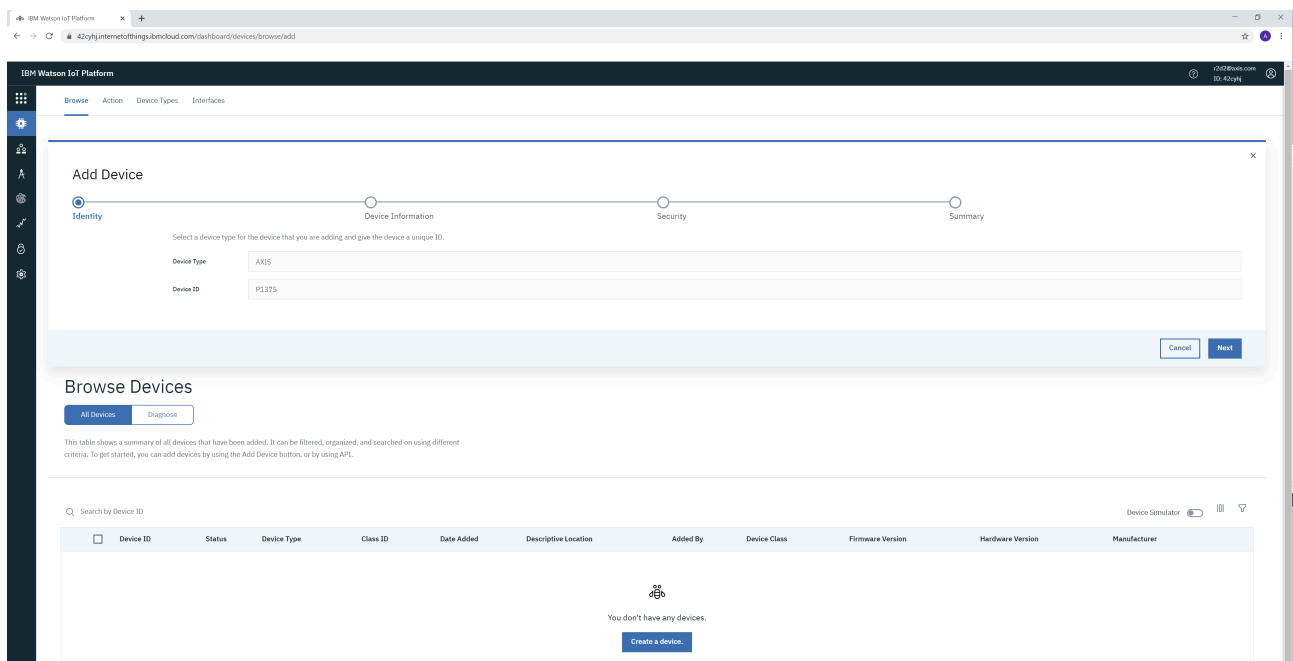 IBM Watson IoT Platform
42cyhj.internetofthings.ibmcloud.com/dashboard/devices/browse/add
A
IBM Watson IoT Platform
r2d2@axis.com
ID: 42cyhj
Browse Action Device Types Interfaces
Add Device
Identity Device Information Security Summary
Select a device type for the device that you are adding and give the device a unique ID.
Device Type AXIS
Device ID P1375
Cancel Next
Browse Devices
All Devices Diagnose
This table shows a summary of all devices that have been added. It can be filtered, organized, and searched on using different
criteria. To get started, you can add devices by using the Add Device button, or by using API.
Search by Device ID Device Simulator
Device ID Status Device Type Class ID Date Added Descriptive Location Added By Device Class Firmware Version Hardware Version Manufacturer
You don't have any devices.
Create a device.